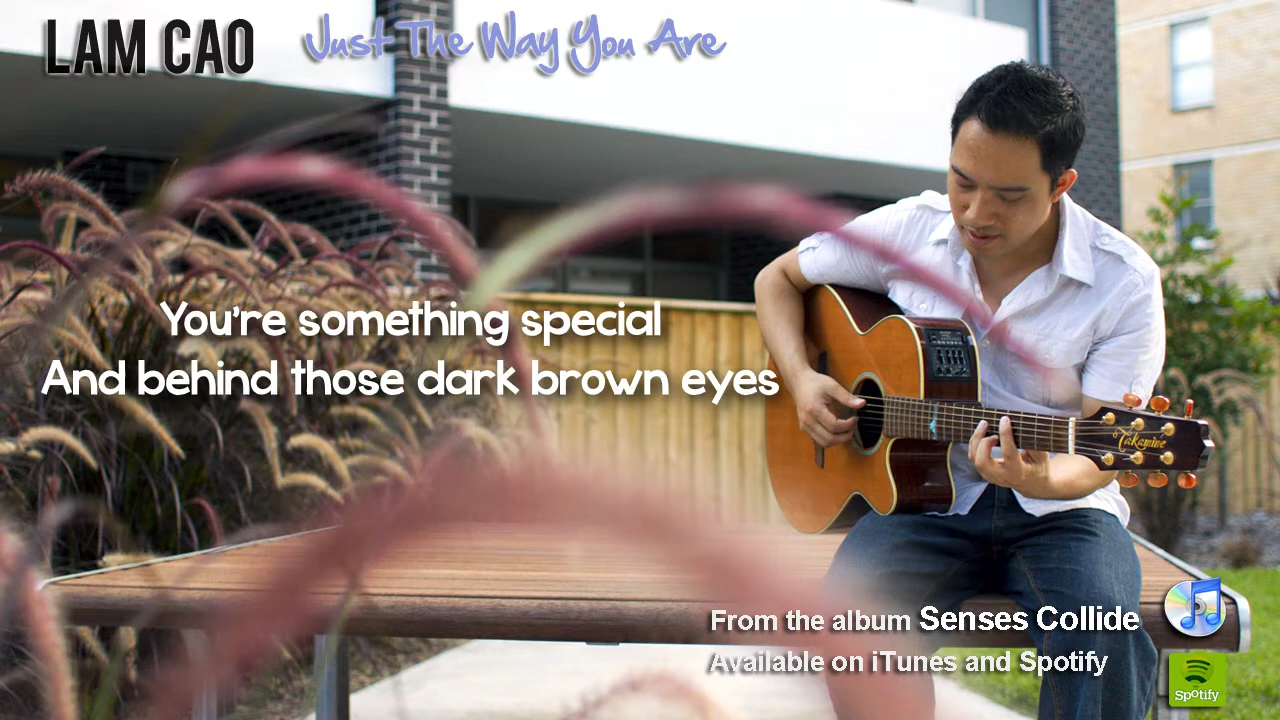 LAM CAO
Just The Way You Are
You're something special
And behind those dark brown eyes
Takamine
From the album Senses Collide
Available on iTunes and Spotify
Spotify